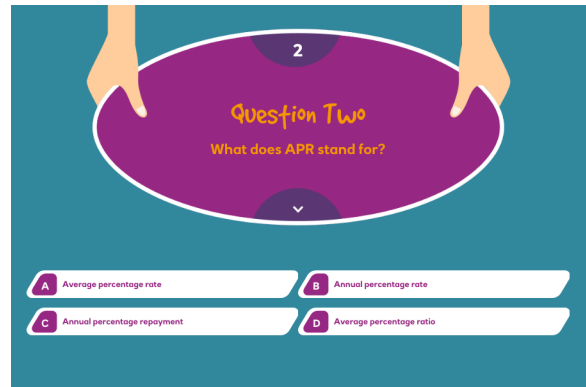 2
Question Two
What does APR stand for?
A Average percentage rate
B Annual percentage rate
C Annual percentage repayment
D Average percentage ratio